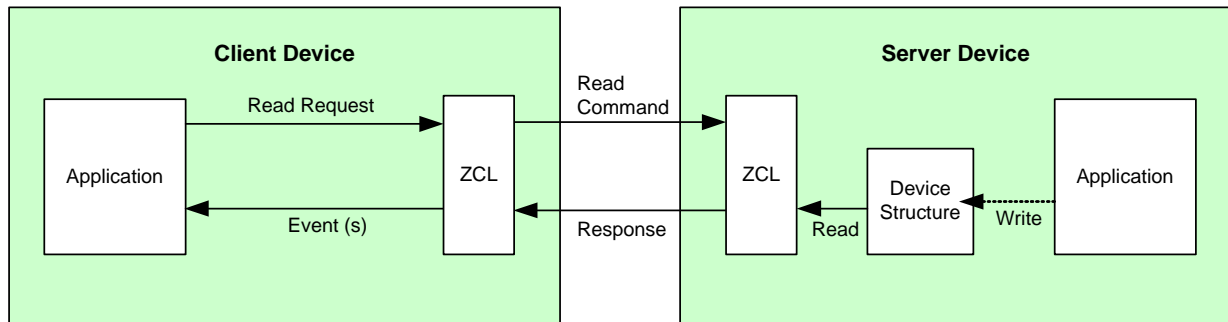 Client Device
Server Device
Read Request
Read
Command
Application
ZCL
ZCL
Device
Structure
Application
Event (s)
Response
Read
Write